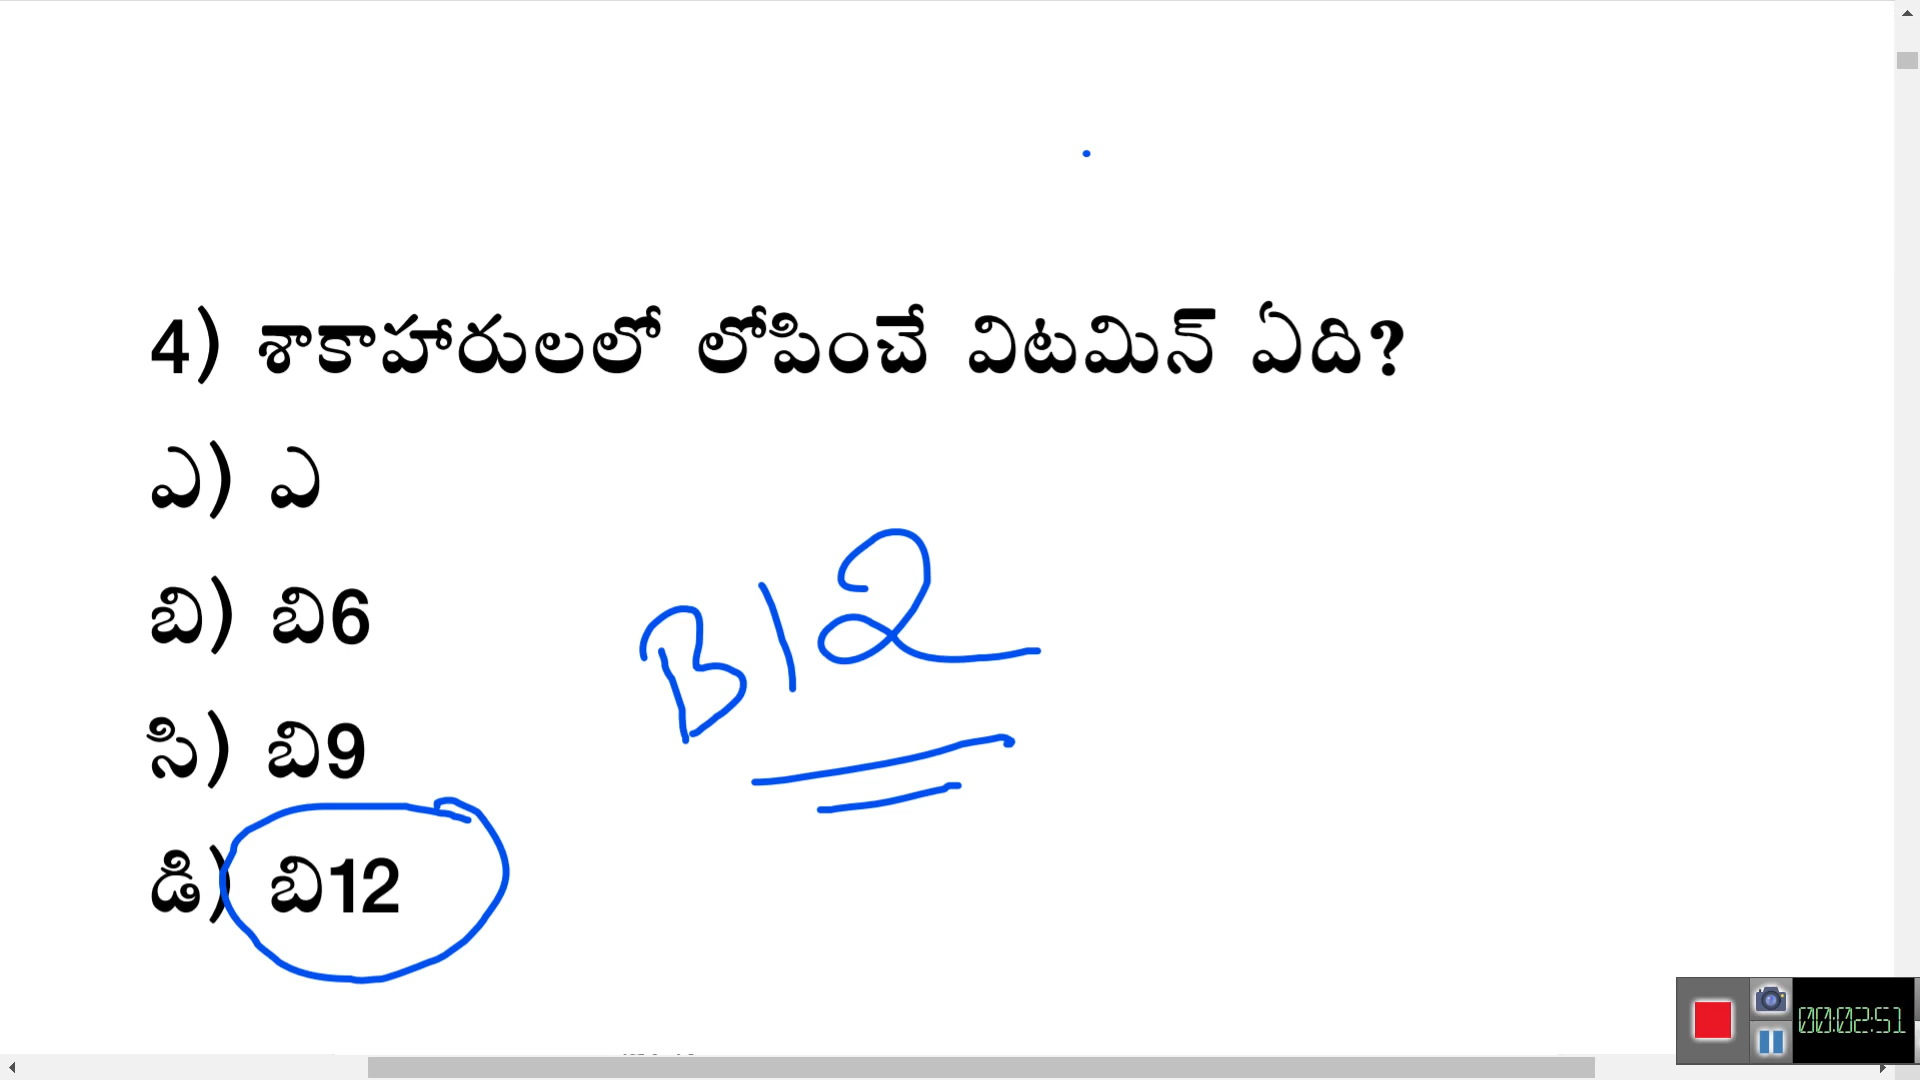 4) శాకాహారులలో లోపించే విటమిన్ ఏది?
ఎ) ఎ
బి) బి6
సి) బి9
B12
డి) బి12
00:02:51